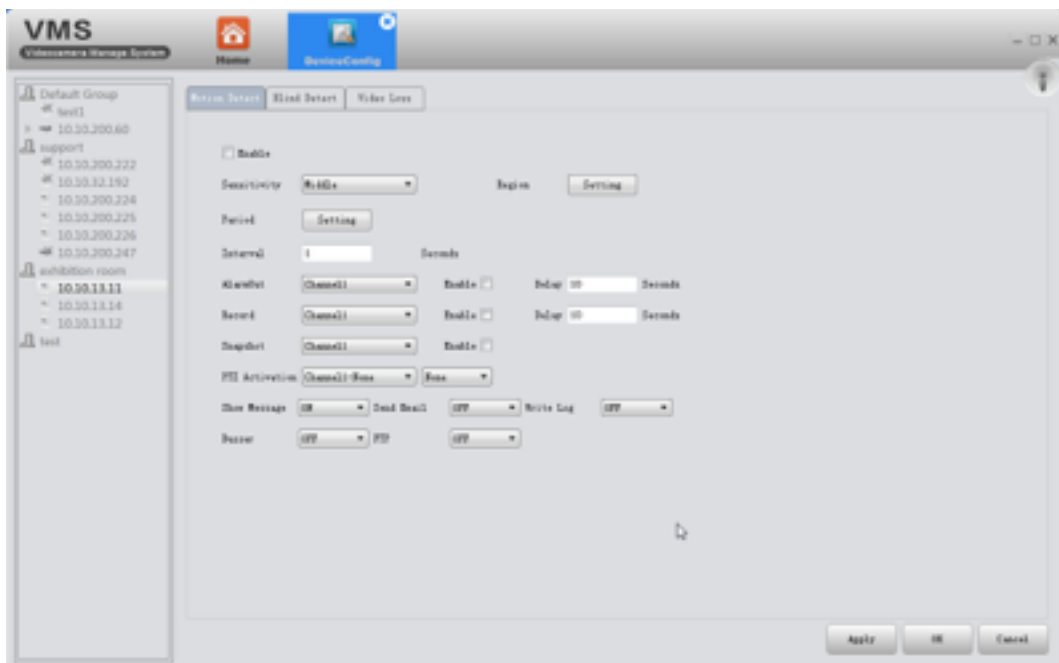 VMS
Videocamera Manage System
Home
DeviceConfig
Default Group
test1
10.10.200.60
support
10.10.200.222
10.10.32.192
10.10.200.224
10.10.200.225
10.10.200.226
10.10.200.247
exhibition room
10.10.13.11
10.10.13.14
10.10.13.12
test
Motion Detect Blind Detect Video Loss
Enable
Sensitivity Middle Region Setting
Period Setting
Interval Seconds
AlarmOut Channel1 Enable Delay 10 Seconds
Record Channel1 Enable Delay 10 Seconds
Snapshot Channel1 Enable
PTZ Activation Channel1-None None
Show Message ON Send Email OFF Write Log OFF
Buzzer OFF FTP OFF
Apply OK Cancel